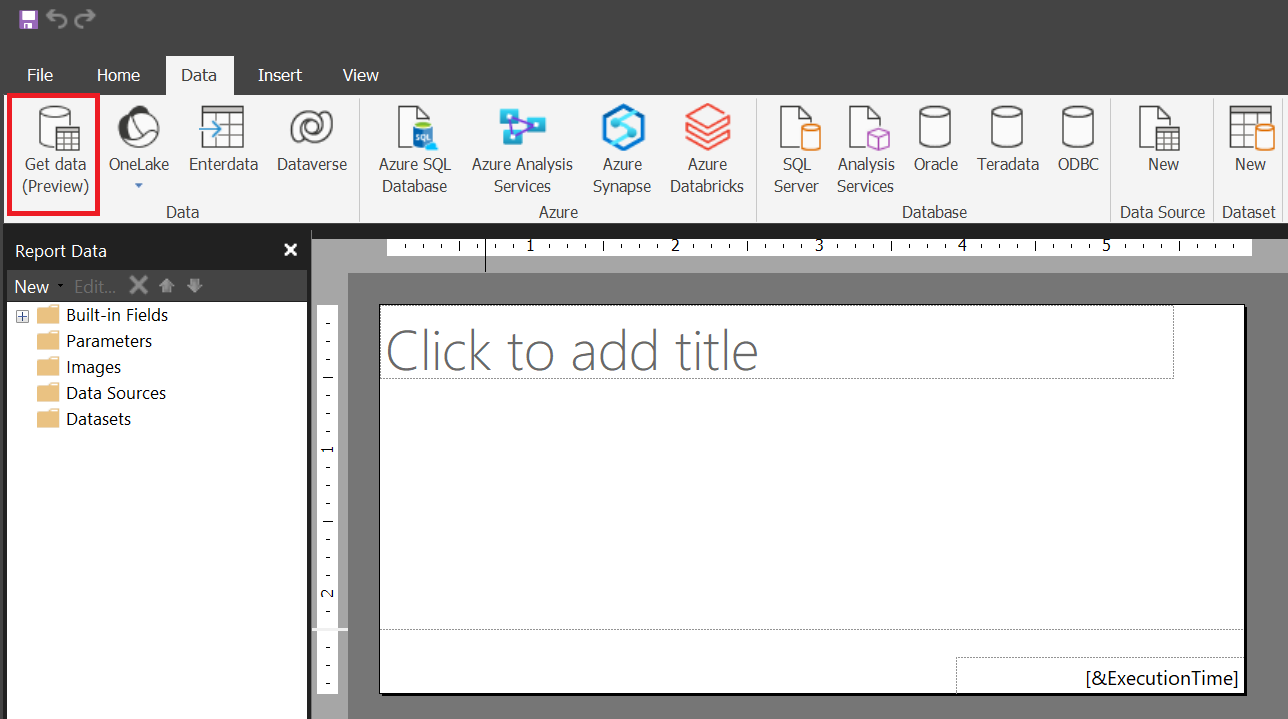 File Home Data Insert View
Get data (Preview)
OneLake
Enterdata
Dataverse
Azure SQL Database
Azure Analysis Services
Azure Synapse
Azure Databricks
SQL Server
Analysis Services
Oracle
Teradata
ODBC
New
New
Data
Azure
Database
Data Source
Dataset
Report Data
New Edit...
Built-in Fields
Parameters
Images
Data Sources
Datasets
1 2 3 4 5
Click to add title
1
2
[&ExecutionTime]